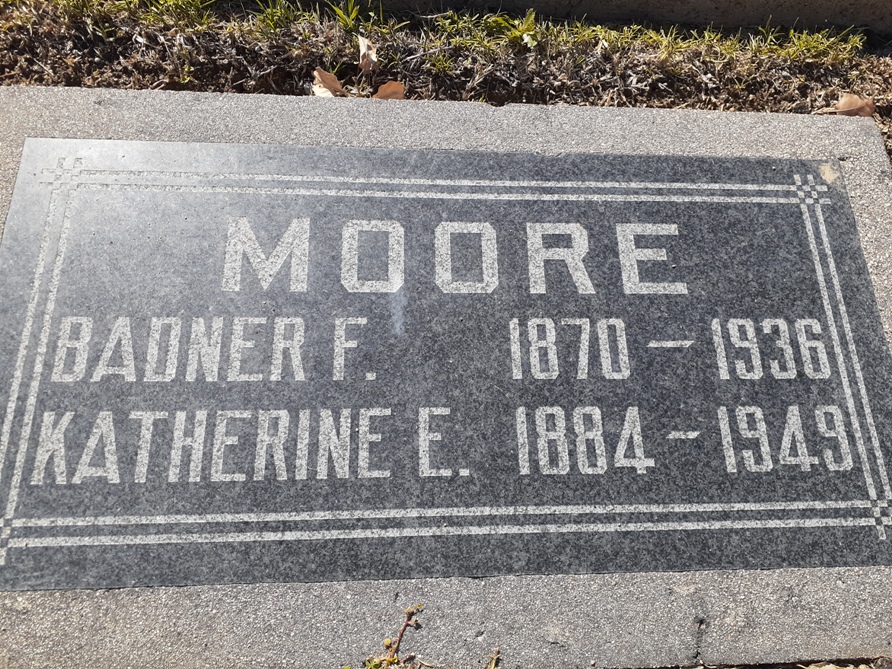 MOORE
BADNER F. 1870 - 1936
KATHERINE E. 1884 - 1949